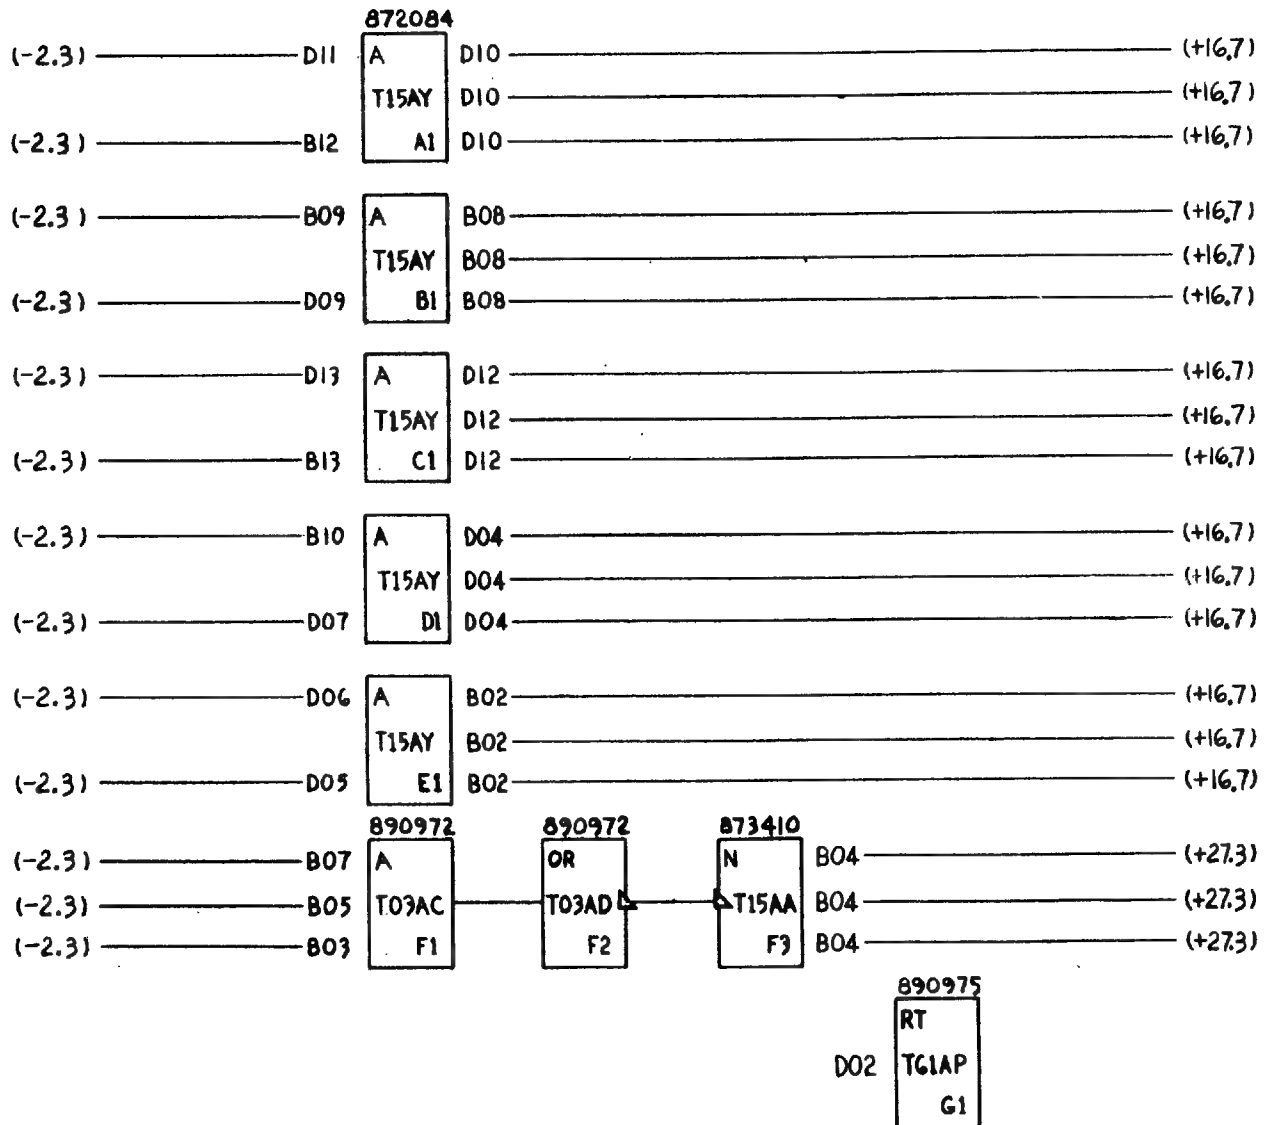 872084
(-2.3) D11 A D10 (+16.7)
T15AY D10 (+16.7)
(-2.3) B12 A1 D10 (+16.7)
(-2.3) B09 A B08 (+16.7)
T15AY B08 (+16.7)
(-2.3) D09 B1 B08 (+16.7)
(-2.3) D13 A D12 (+16.7)
T15AY D12 (+16.7)
(-2.3) B13 C1 D12 (+16.7)
(-2.3) B10 A D04 (+16.7)
T15AY D04 (+16.7)
(-2.3) D07 D1 D04 (+16.7)
(-2.3) D06 A B02 (+16.7)
T15AY B02 (+16.7)
(-2.3) D05 E1 B02 (+16.7)
890972 890972 873410
(-2.3) B07 A OR N B04 (+27.3)
(-2.3) B05 T03AC T03AD T15AA B04 (+27.3)
(-2.3) B03 F1 F2 F3 B04 (+27.3)
890975
RT
D02 TG1AP
G1